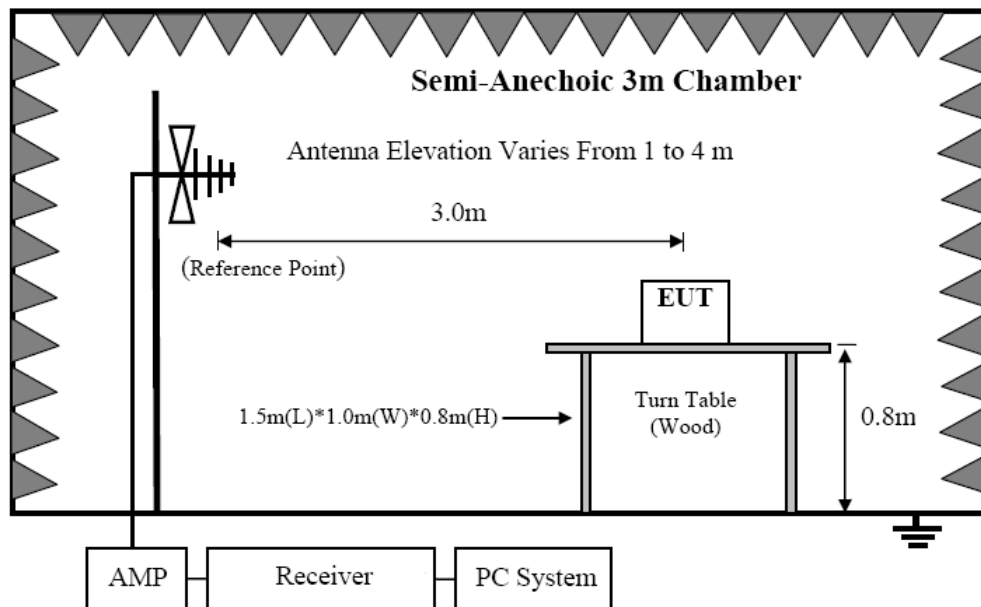 Semi-Anechoic 3m Chamber
Antenna Elevation Varies From 1 to 4 m
3.0m
(Reference Point)
EUT
1.5m(L)*1.0m(W)*0.8m(H)
Turn Table
(Wood)
0.8m
AMP
Receiver
PC System